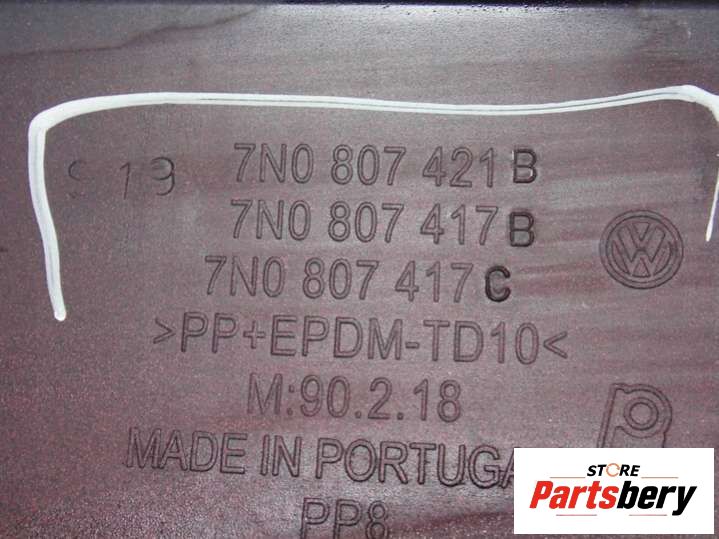 S 19
7N0 807 421 B
7N0 807 417 B
7N0 807 417 C
VW
>PP+EPDM-TD10<
M:90.2.18
MADE IN PORTUGA
PP8
STORE
Partsbery